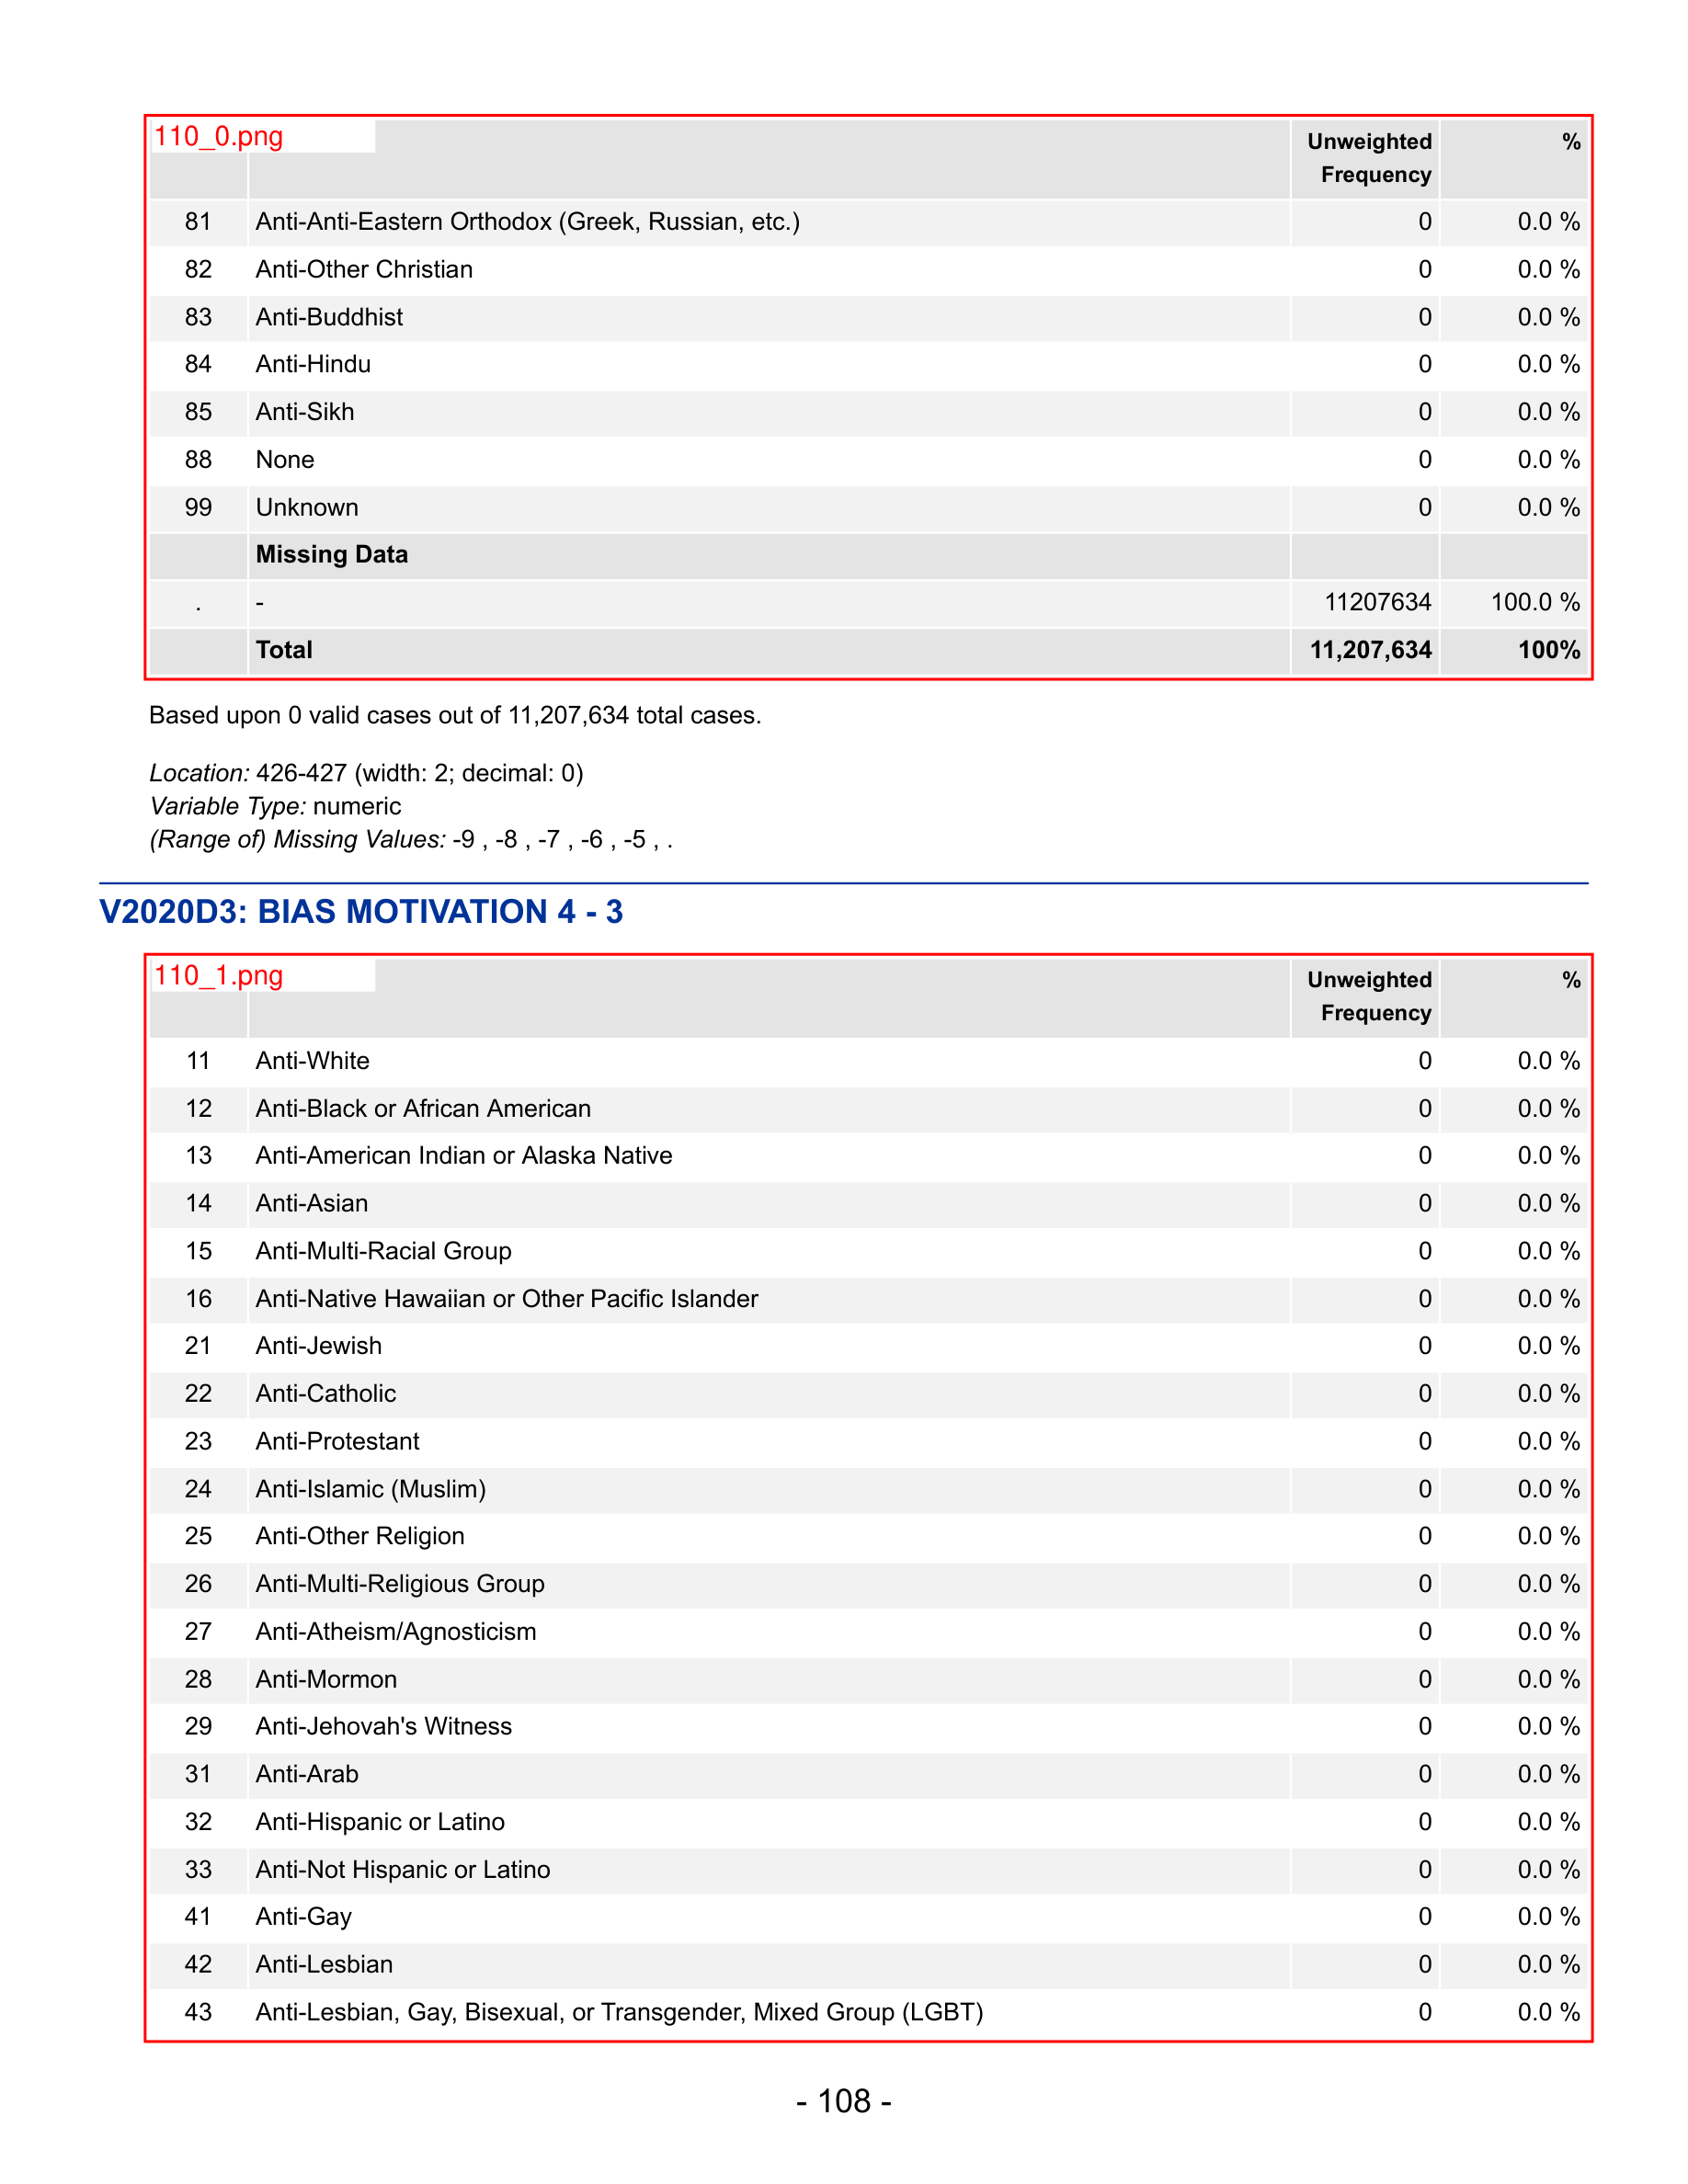 110_0.png
Unweighted Frequency %
81 Anti-Anti-Eastern Orthodox (Greek, Russian, etc.) 0 0.0 %
82 Anti-Other Christian 0 0.0 %
83 Anti-Buddhist 0 0.0 %
84 Anti-Hindu 0 0.0 %
85 Anti-Sikh 0 0.0 %
88 None 0 0.0 %
99 Unknown 0 0.0 %
Missing Data
. - 11207634 100.0 %
Total 11,207,634 100%
Based upon 0 valid cases out of 11,207,634 total cases.
Location: 426-427 (width: 2; decimal: 0)
Variable Type: numeric
(Range of) Missing Values: -9 , -8 , -7 , -6 , -5 , .
V2020D3: BIAS MOTIVATION 4 - 3
110_1.png
Unweighted Frequency %
11 Anti-White 0 0.0 %
12 Anti-Black or African American 0 0.0 %
13 Anti-American Indian or Alaska Native 0 0.0 %
14 Anti-Asian 0 0.0 %
15 Anti-Multi-Racial Group 0 0.0 %
16 Anti-Native Hawaiian or Other Pacific Islander 0 0.0 %
21 Anti-Jewish 0 0.0 %
22 Anti-Catholic 0 0.0 %
23 Anti-Protestant 0 0.0 %
24 Anti-Islamic (Muslim) 0 0.0 %
25 Anti-Other Religion 0 0.0 %
26 Anti-Multi-Religious Group 0 0.0 %
27 Anti-Atheism/Agnosticism 0 0.0 %
28 Anti-Mormon 0 0.0 %
29 Anti-Jehovah's Witness 0 0.0 %
31 Anti-Arab 0 0.0 %
32 Anti-Hispanic or Latino 0 0.0 %
33 Anti-Not Hispanic or Latino 0 0.0 %
41 Anti-Gay 0 0.0 %
42 Anti-Lesbian 0 0.0 %
43 Anti-Lesbian, Gay, Bisexual, or Transgender, Mixed Group (LGBT) 0 0.0 %
- 108 -